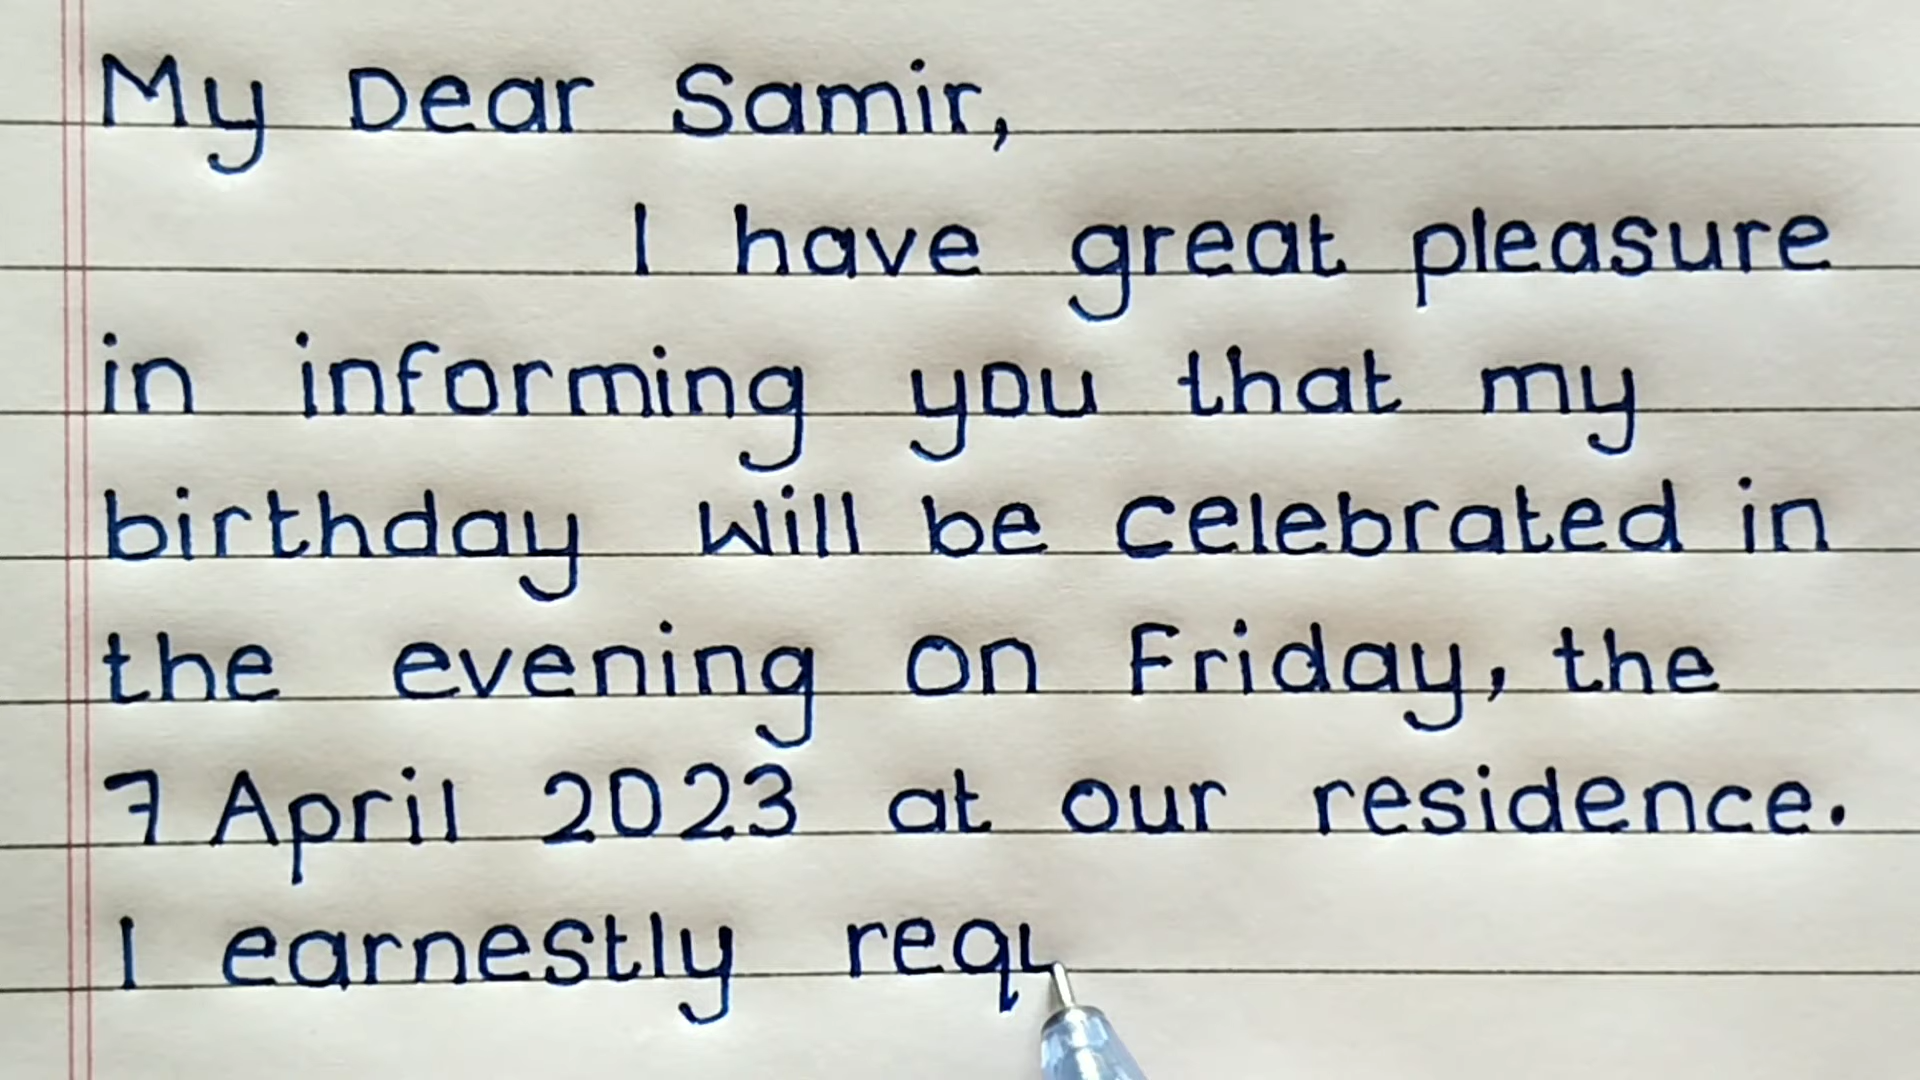 My Dear Samir,
I have great pleasure
in informing you that my
birthday will be celebrated in
the evening on Friday, the
7 April 2023 at our residence.
I earnestly requ